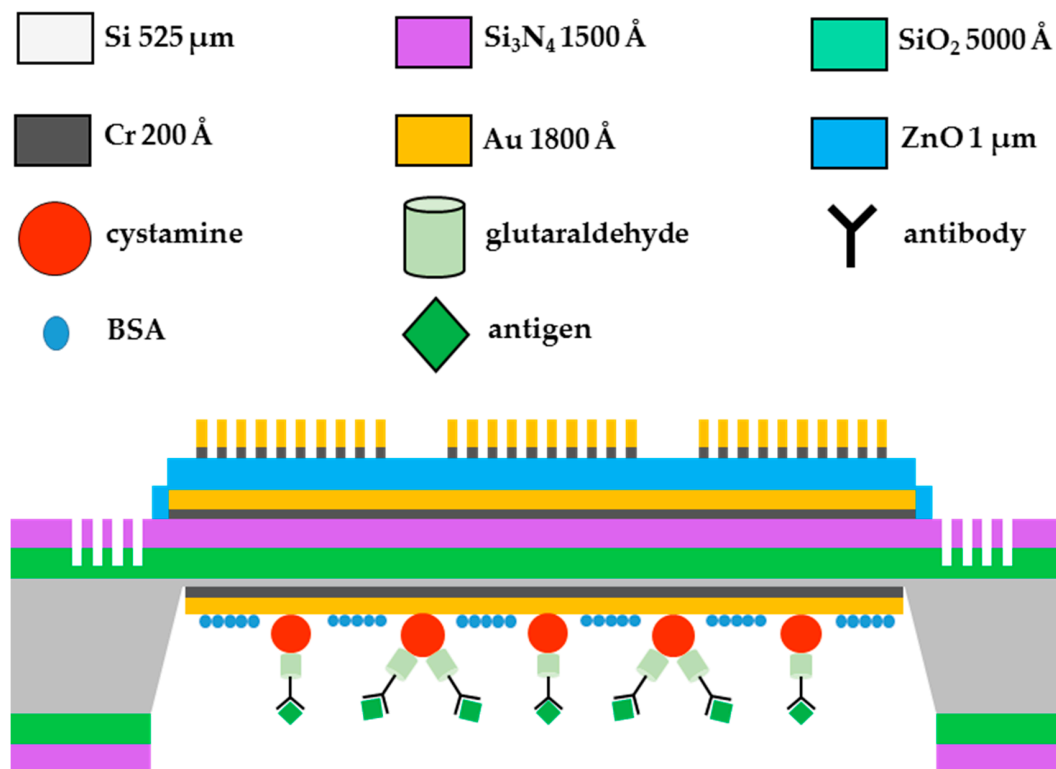 Si 525 μm
Si₃N₄ 1500 Å
SiO₂ 5000 Å
Cr 200 Å
Au 1800 Å
ZnO 1 μm
cystamine
glutaraldehyde
antibody
BSA
antigen